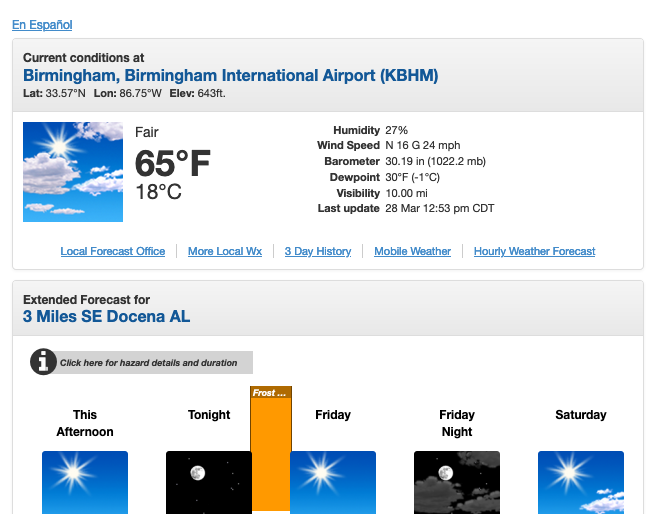 En Español
Current conditions at
Birmingham, Birmingham International Airport (KBHM)
Lat: 33.57°N Lon: 86.75°W Elev: 643ft.
Fair
65°F
18°C
Humidity 27%
Wind Speed N 16 G 24 mph
Barometer 30.19 in (1022.2 mb)
Dewpoint 30°F (-1°C)
Visibility 10.00 mi
Last update 28 Mar 12:53 pm CDT
Local Forecast Office More Local Wx 3 Day History Mobile Weather Hourly Weather Forecast
Extended Forecast for
3 Miles SE Docena AL
i Click here for hazard details and duration
Frost ...
This Afternoon
Tonight
Friday
Friday Night
Saturday